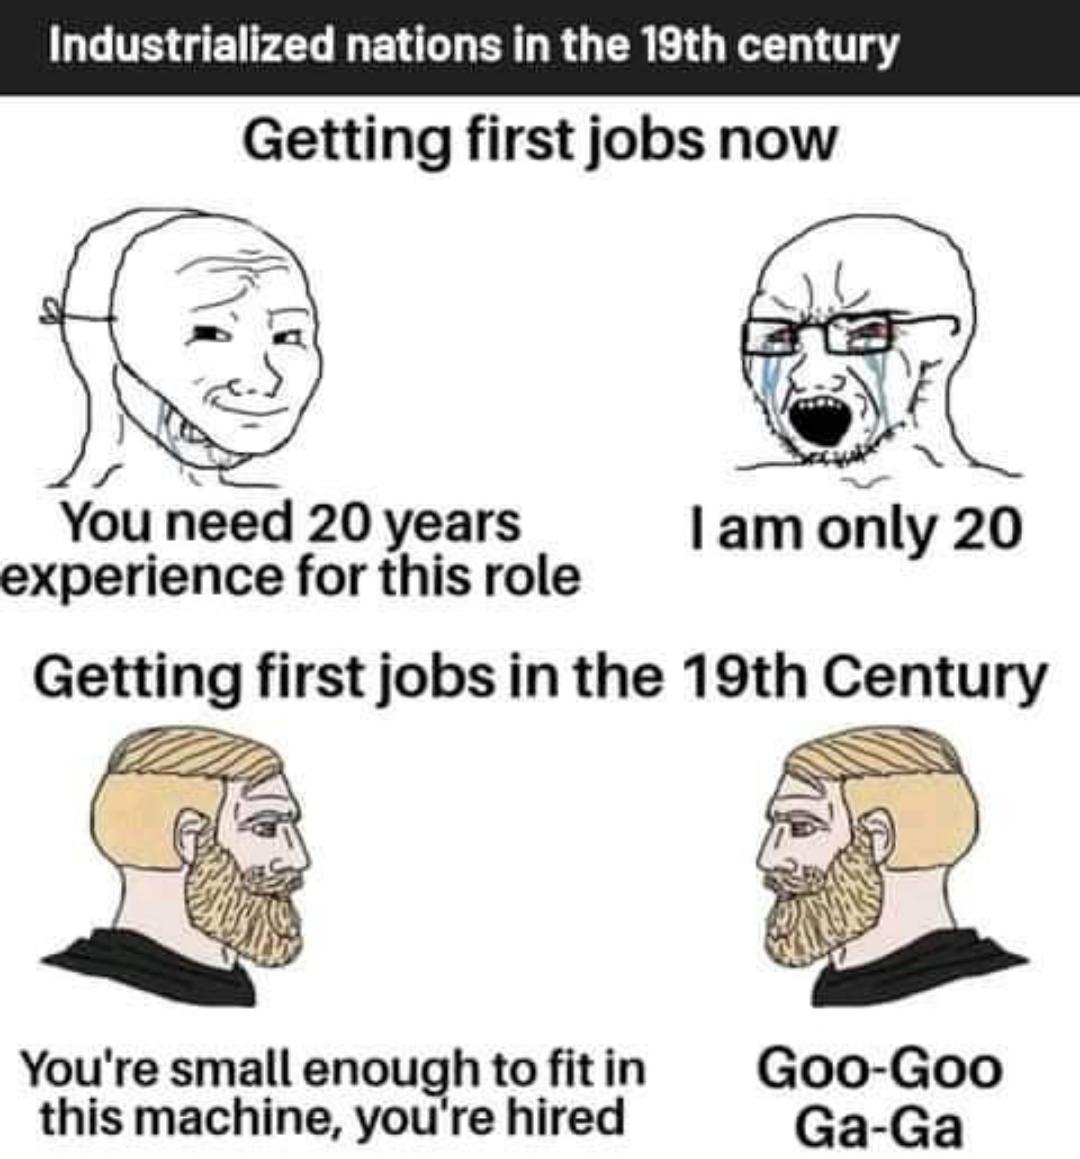 Industrialized nations in the 19th century
Getting first jobs now
You need 20 years
experience for this role
I am only 20
Getting first jobs in the 19th Century
You're small enough to fit in
this machine, you're hired
Goo-Goo
Ga-Ga